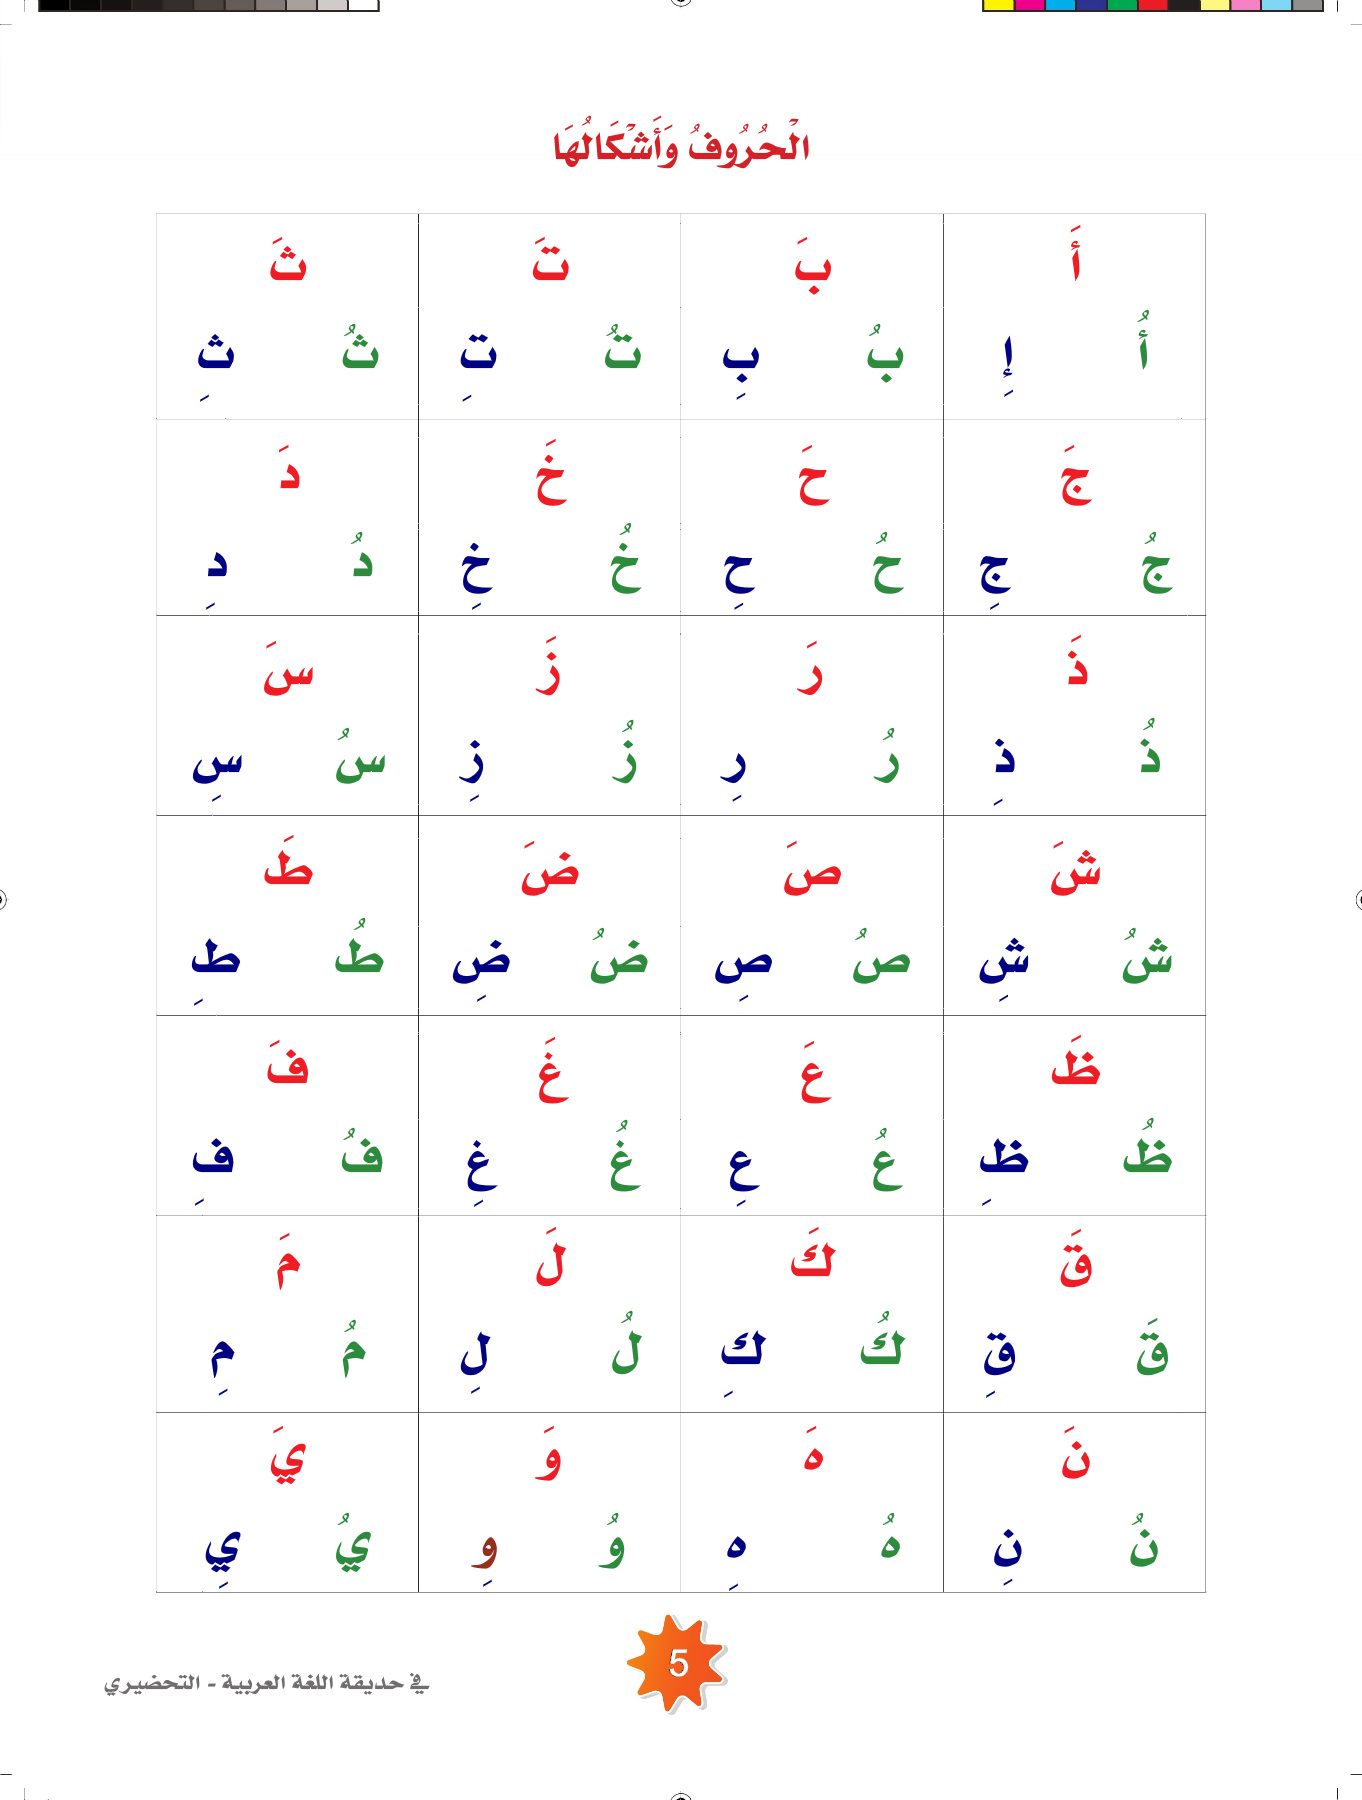 الْحُرُوفُ وَأَشْكَالُهَا
أَ بَ تَ ثَ
أُ إِ بُ بِ تُ تِ ثُ ثِ
جَ حَ خَ دَ
جُ جِ حُ حِ خُ خِ دُ دِ
ذَ رَ زَ سَ
ذُ ذِ رُ رِ زُ زِ سُ سِ
شَ صَ ضَ طَ
شُ شِ صُ صِ ضُ ضِ طُ طِ
ظَ عَ غَ فَ
ظُ ظِ عُ عِ غُ غِ فُ فِ
قَ كَ لَ مَ
قَ قِ كُ كِ لُ لِ مُ مِ
نَ هَ وَ يَ
نُ نِ هُ هِ وُ وِ يُ يِ
5
في حديقة اللغة العربية - التحضيري